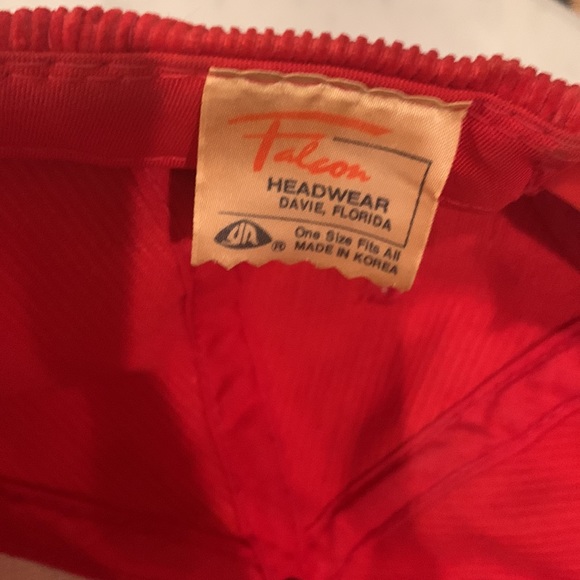 Falcon
HEADWEAR
DAVIE, FLORIDA
One Size Fits All
® MADE IN KOREA